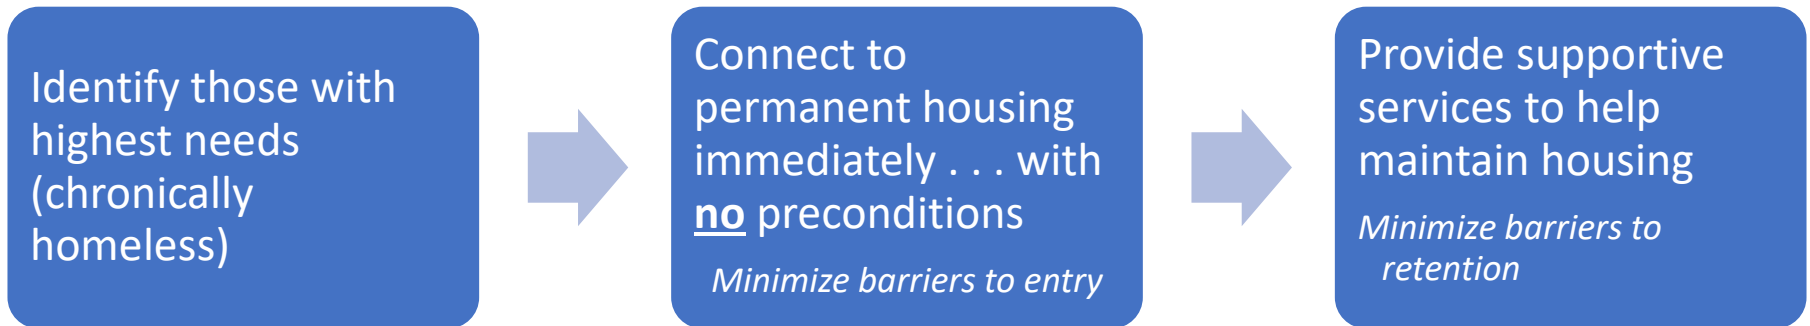 Identify those with
highest needs
(chronically
homeless)
Connect to
permanent housing
immediately . . . with
no preconditions
Minimize barriers to entry
Provide supportive
services to help
maintain housing
Minimize barriers to
retention